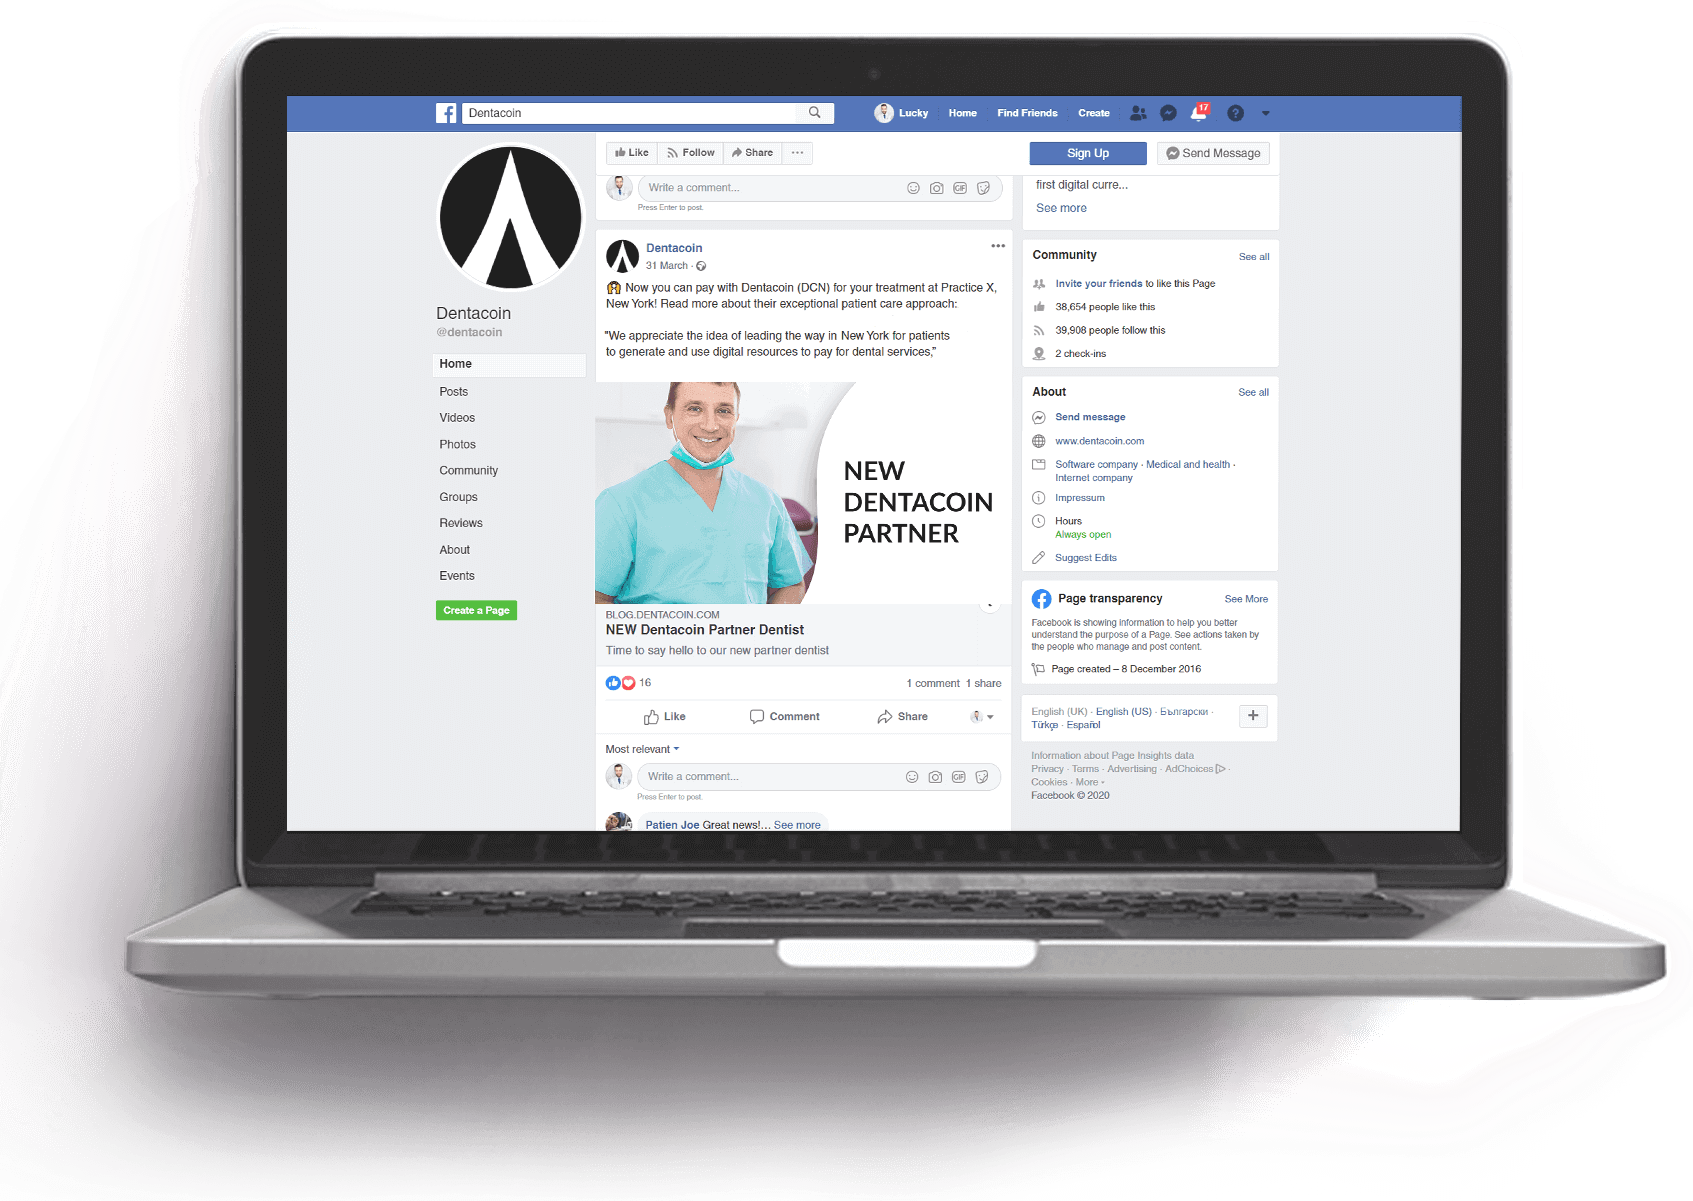 Dentacoin
Lucky
Home
Find Friends
Create
17
?
Like
Follow
Share
Sign Up
Send Message
Write a comment...
GIF
Press Enter to post.
first digital curre...
See more
Dentacoin
@dentacoin
Home
Posts
Videos
Photos
Community
Groups
Reviews
About
Events
Create a Page
Dentacoin
31 March ·
Now you can pay with Dentacoin (DCN) for your treatment at Practice X,
New York! Read more about their exceptional patient care approach:
"We appreciate the idea of leading the way in New York for patients
to generate and use digital resources to pay for dental services,"
NEW
DENTACOIN
PARTNER
BLOG.DENTACOIN.COM
NEW Dentacoin Partner Dentist
Time to say hello to our new partner dentist
16
1 comment 1 share
Like
Comment
Share
Most relevant
Write a comment...
GIF
Press Enter to post.
Patien Joe Great news!... See more
Community
See all
Invite your friends to like this Page
38,654 people like this
39,908 people follow this
2 check-ins
About
See all
Send message
www.dentacoin.com
Software company · Medical and health ·
Internet company
Impressum
Hours
Always open
Suggest Edits
Page transparency
See More
Facebook is showing information to help you better
understand the purpose of a Page. See actions taken by
the people who manage and post content.
Page created – 8 December 2016
English (UK) · English (US) · Български ·
Türkçe · Español
Information about Page Insights data
Privacy · Terms · Advertising · AdChoices ·
Cookies · More
Facebook © 2020